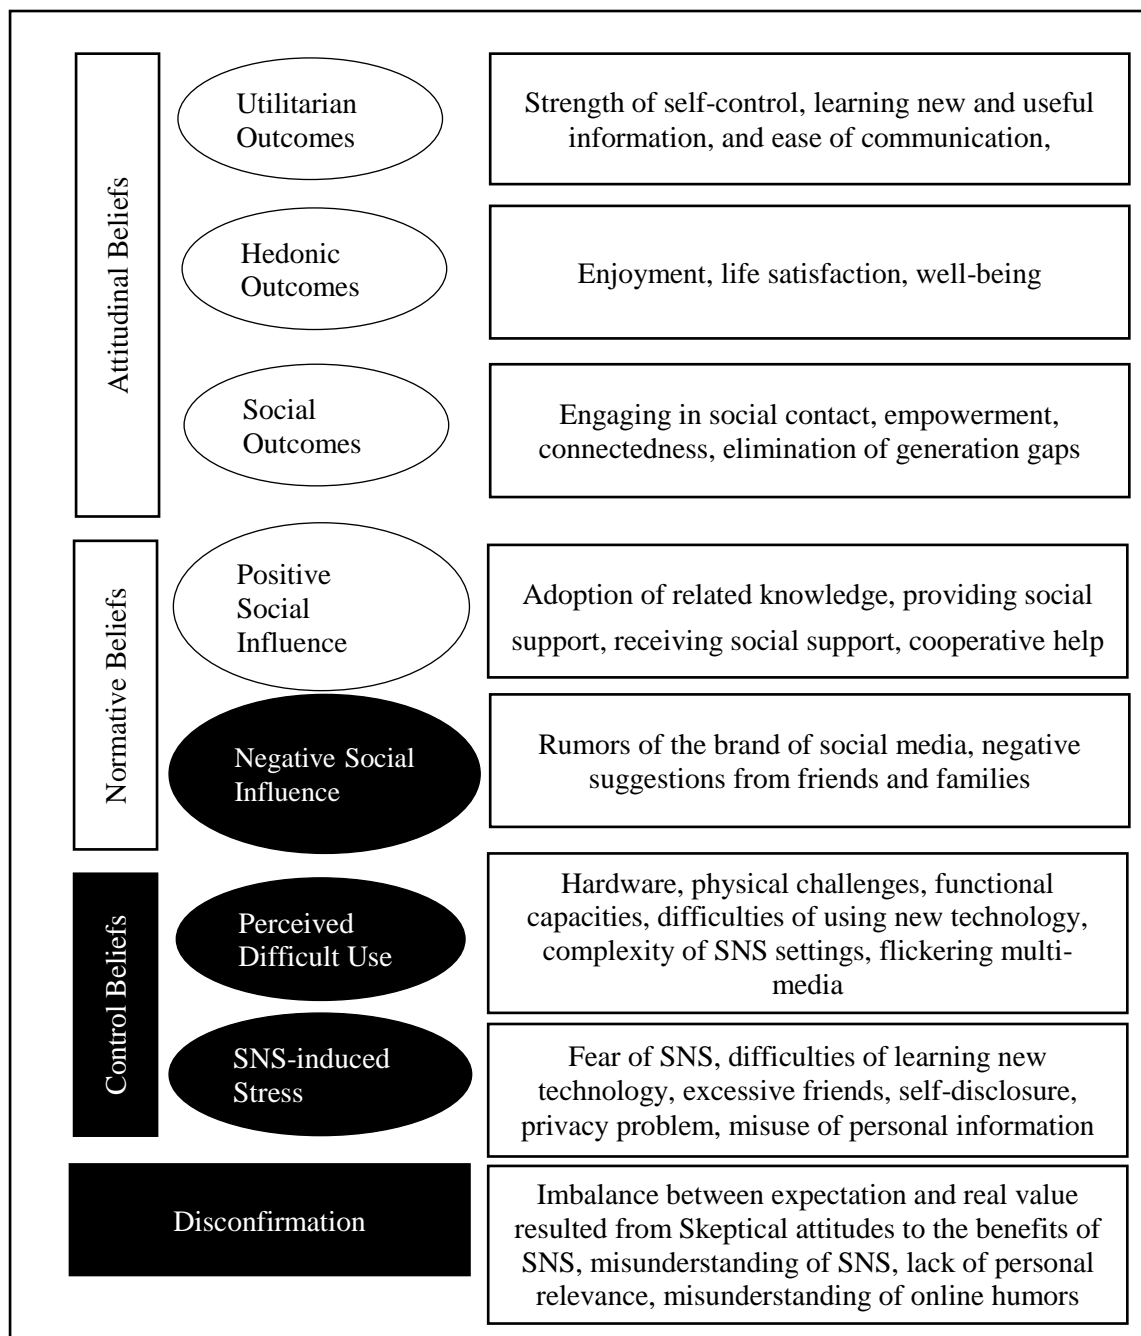 Attitudinal Beliefs
Utilitarian
Outcomes
Strength of self-control, learning new and useful
information, and ease of communication,
Hedonic
Outcomes
Enjoyment, life satisfaction, well-being
Social
Outcomes
Engaging in social contact, empowerment,
connectedness, elimination of generation gaps
Normative Beliefs
Positive
Social
Influence
Adoption of related knowledge, providing social
support, receiving social support, cooperative help
Negative Social
Influence
Rumors of the brand of social media, negative
suggestions from friends and families
Control Beliefs
Perceived
Difficult Use
Hardware, physical challenges, functional
capacities, difficulties of using new technology,
complexity of SNS settings, flickering multi-
media
SNS-induced
Stress
Fear of SNS, difficulties of learning new
technology, excessive friends, self-disclosure,
privacy problem, misuse of personal information
Disconfirmation
Imbalance between expectation and real value
resulted from Skeptical attitudes to the benefits of
SNS, misunderstanding of SNS, lack of personal
relevance, misunderstanding of online humors